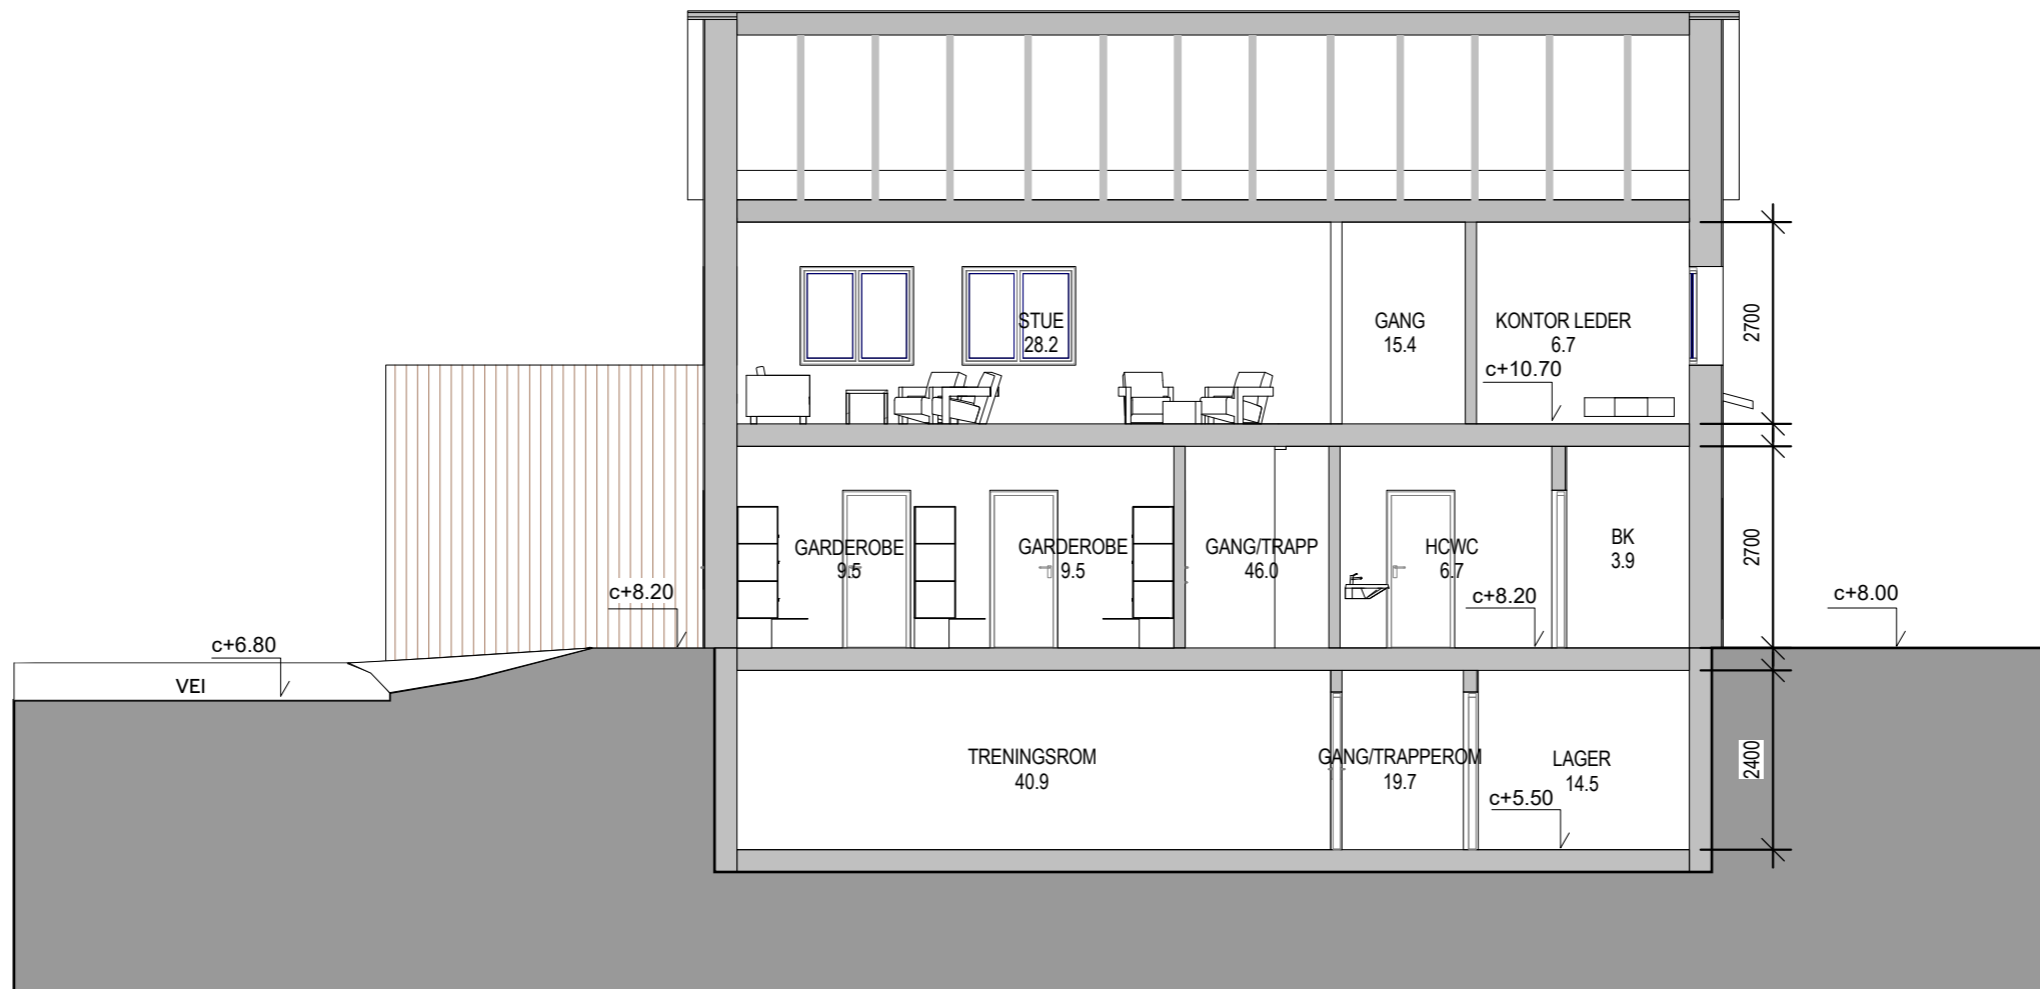 STUE
28.2
GANG
15.4
KONTOR LEDER
6.7
c+10.70
2700
GARDEROBE
9.5
GARDEROBE
9.5
GANG/TRAPP
46.0
HCWC
6.7
BK
3.9
2700
c+8.20
c+8.20
c+8.00
c+6.80
VEI
TRENINGSROM
40.9
GANG/TRAPPEROM
19.7
LAGER
14.5
c+5.50
2400